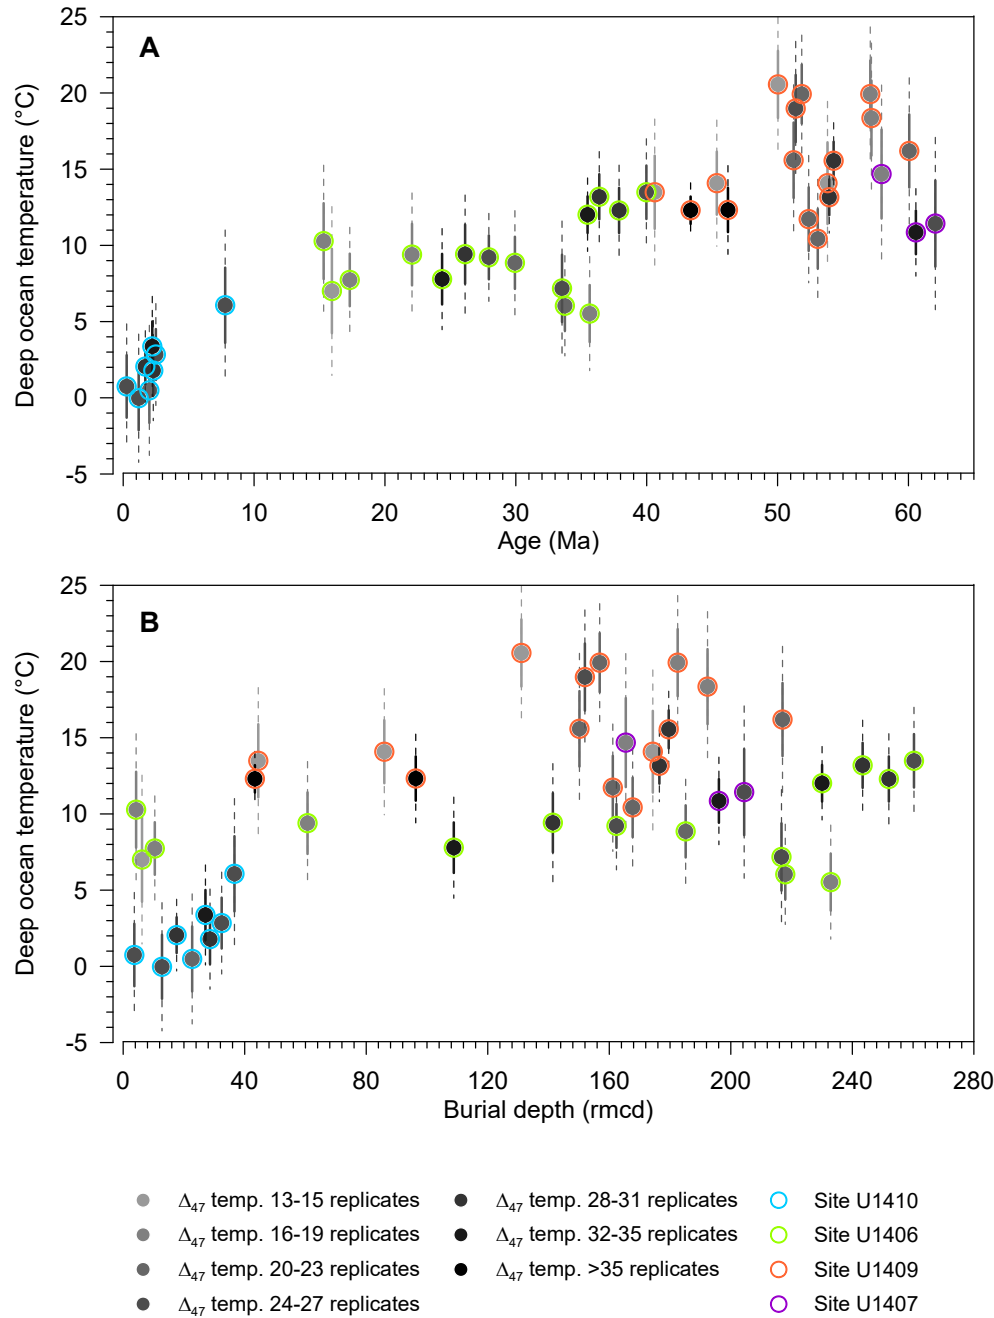 A
Deep ocean temperature (°C)
25
20
15
10
5
0
-5
0 10 20 30 40 50 60
Age (Ma)
B
Deep ocean temperature (°C)
25
20
15
10
5
0
-5
0 40 80 120 160 200 240 280
Burial depth (rmcd)
Δ47 temp. 13-15 replicates
Δ47 temp. 16-19 replicates
Δ47 temp. 20-23 replicates
Δ47 temp. 24-27 replicates
Δ47 temp. 28-31 replicates
Δ47 temp. 32-35 replicates
Δ47 temp. >35 replicates
Site U1410
Site U1406
Site U1409
Site U1407